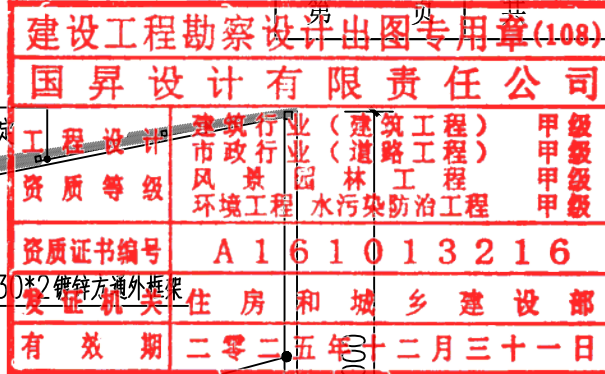 第 页 共
建设工程勘察设计出图专用章(108)
国昇设计有限责任公司
工程设计资质等级
建筑行业（建筑工程） 甲级
市政行业（道路工程） 甲级
风景园林工程 甲级
环境工程 水污染防治工程 甲级
资质证书编号 A161013216
30*2镀锌方通外框架
发证机关 住房和城乡建设部
有效期 二零二五年十二月三十一日